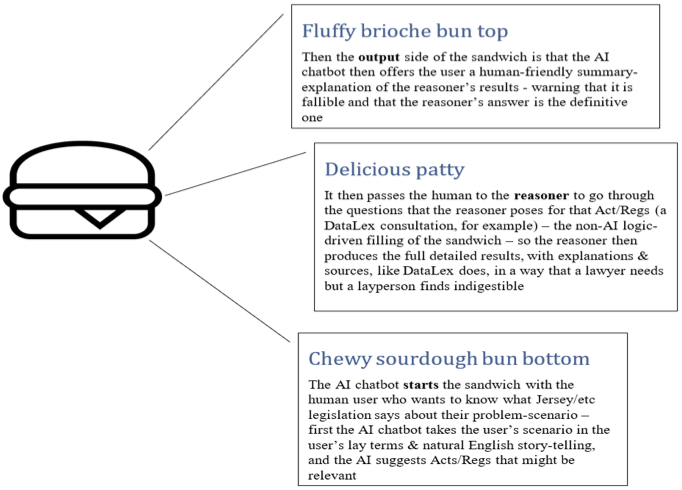 Fluffy brioche bun top
Then the output side of the sandwich is that the AI
chatbot then offers the user a human-friendly summary-
explanation of the reasoner's results - warning that it is
fallible and that the reasoner's answer is the definitive
one
Delicious patty
It then passes the human to the reasoner to go through
the questions that the reasoner poses for that Act/Regs (a
DataLex consultation, for example) – the non-AI logic-
driven filling of the sandwich – so the reasoner then
produces the full detailed results, with explanations &
sources, like DataLex does, in a way that a lawyer needs
but a layperson finds indigestible
Chewy sourdough bun bottom
The AI chatbot starts the sandwich with the
human user who wants to know what Jersey/etc
legislation says about their problem-scenario –
first the AI chatbot takes the user's scenario in the
user's lay terms & natural English story-telling,
and the AI suggests Acts/Regs that might be
relevant